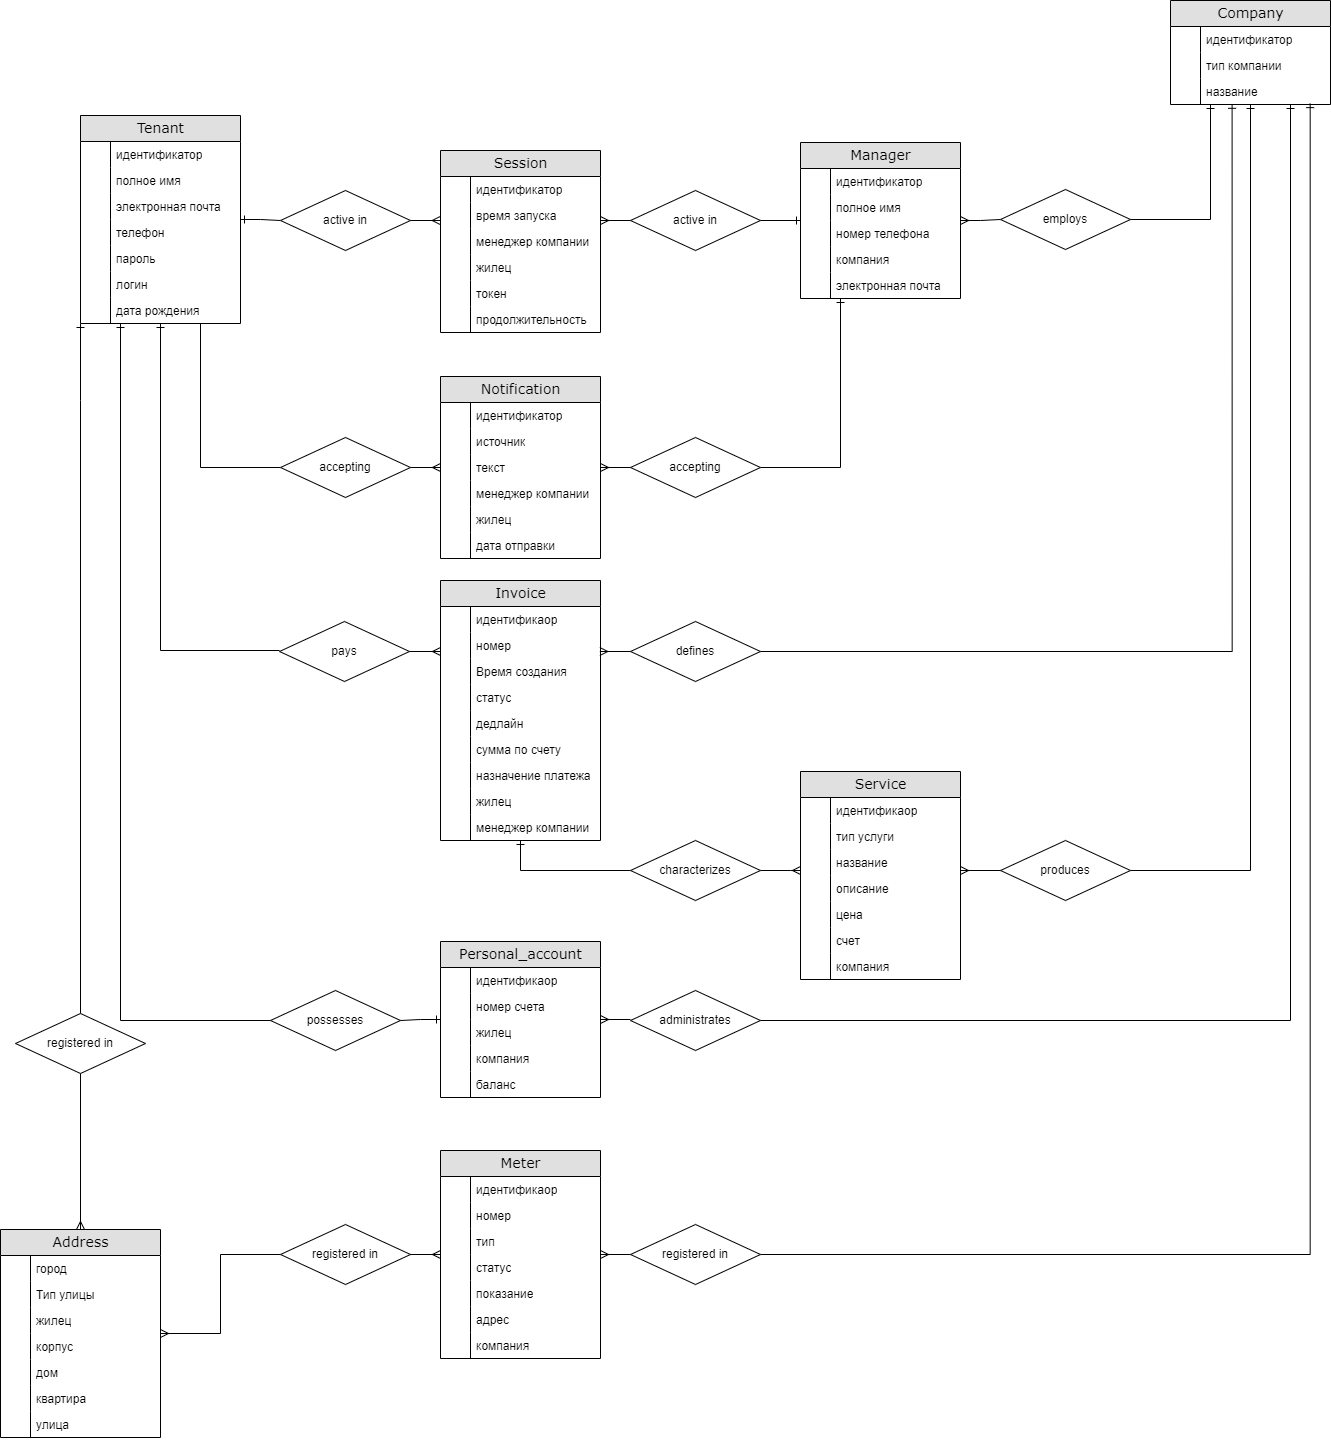 Company
идентификатор
тип компании
название
Tenant
идентификатор
полное имя
электронная почта
телефон
пароль
логин
дата рождения
active in
Session
идентификатор
время запуска
менеджер компании
жилец
токен
продолжительность
active in
Manager
идентификатор
полное имя
номер телефона
компания
электронная почта
employs
accepting
Notification
идентификатор
источник
текст
менеджер компании
жилец
дата отправки
accepting
pays
Invoice
идентификаор
номер
Время создания
статус
дедлайн
сумма по счету
назначение платежа
жилец
менеджер компании
defines
characterizes
Service
идентификаор
тип услуги
название
описание
цена
счет
компания
produces
possesses
Personal_account
идентификаор
номер счета
жилец
компания
баланс
administrates
registered in
Address
город
Тип улицы
жилец
корпус
дом
квартира
улица
registered in
Meter
идентификаор
номер
тип
статус
показание
адрес
компания
registered in